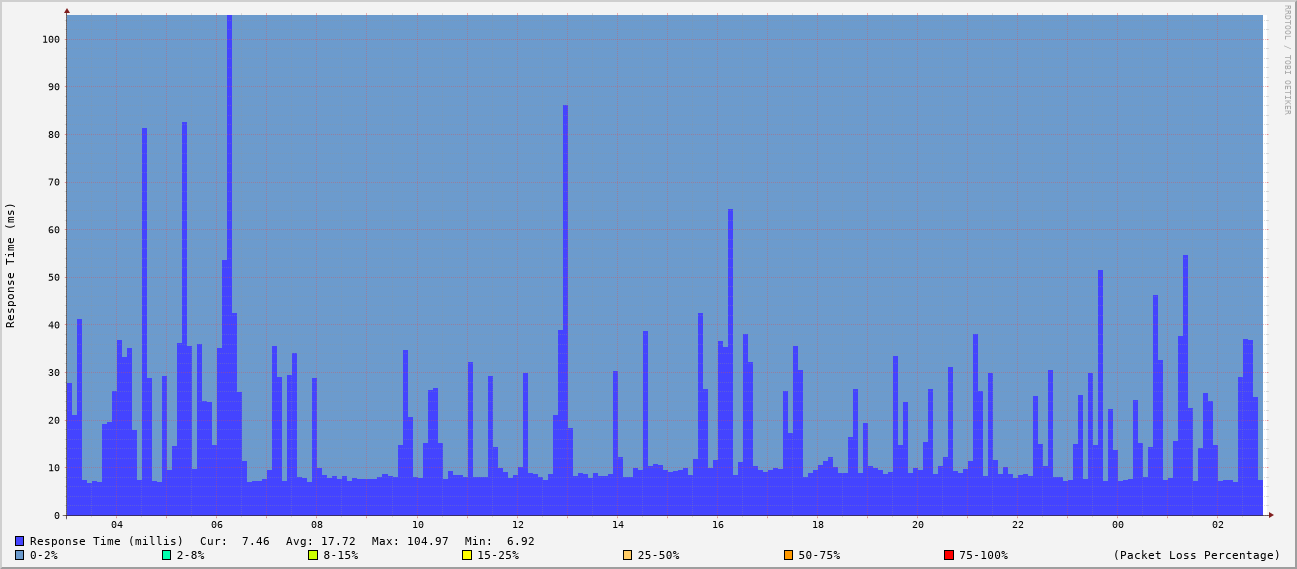 RRDTOOL / TOBI OETIKER
Response Time (ms)
100
90
80
70
60
50
40
30
20
10
0
04 06 08 10 12 14 16 18 20 22 00 02
Response Time (millis) Cur: 7.46 Avg: 17.72 Max: 104.97 Min: 6.92
0-2% 2-8% 8-15% 15-25% 25-50% 50-75% 75-100% (Packet Loss Percentage)